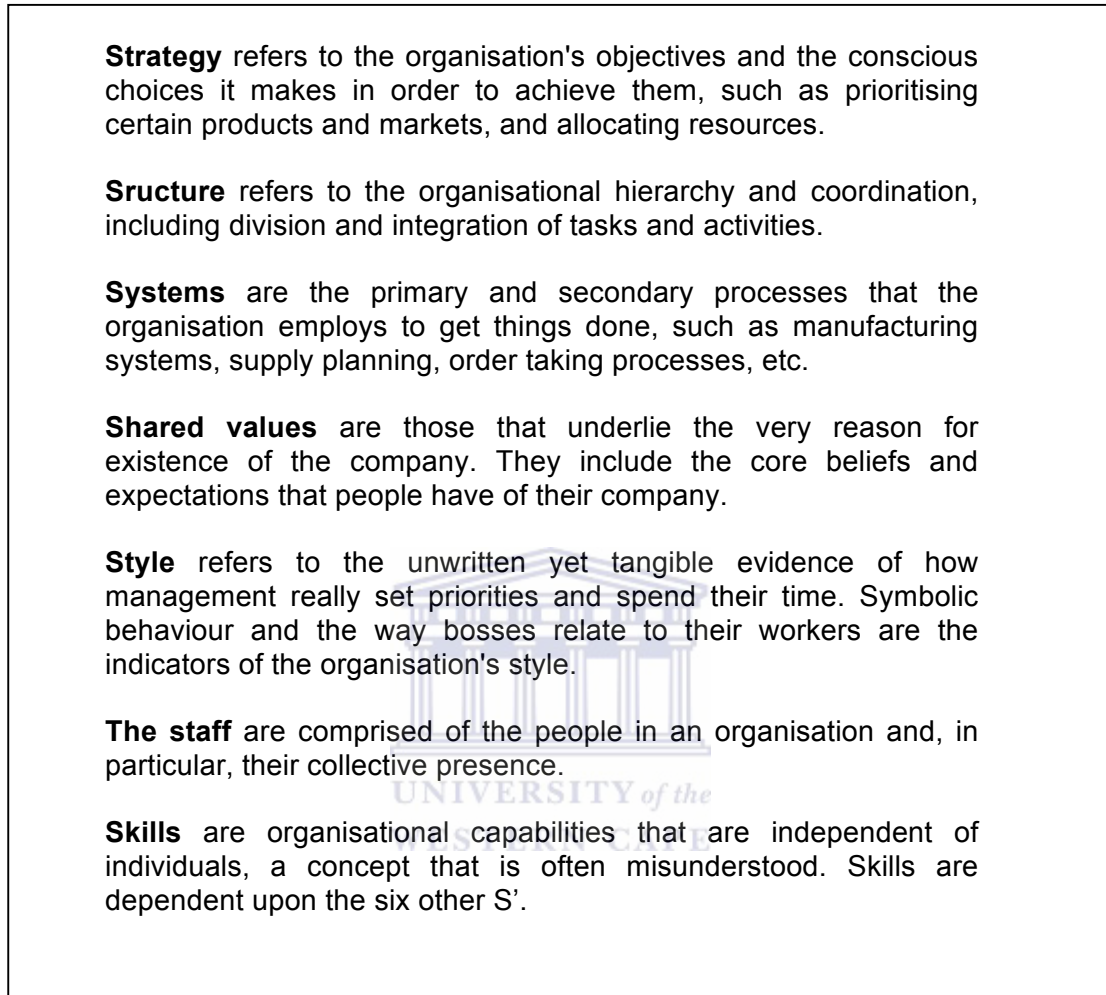 Strategy refers to the organisation's objectives and the conscious
choices it makes in order to achieve them, such as prioritising
certain products and markets, and allocating resources.
Sructure refers to the organisational hierarchy and coordination,
including division and integration of tasks and activities.
Systems are the primary and secondary processes that the
organisation employs to get things done, such as manufacturing
systems, supply planning, order taking processes, etc.
Shared values are those that underlie the very reason for
existence of the company. They include the core beliefs and
expectations that people have of their company.
Style refers to the unwritten yet tangible evidence of how
management really set priorities and spend their time. Symbolic
behaviour and the way bosses relate to their workers are the
indicators of the organisation's style.
The staff are comprised of the people in an organisation and, in
particular, their collective presence.
UNIVERSITY of the
WESTERN CAPE
Skills are organisational capabilities that are independent of
individuals, a concept that is often misunderstood. Skills are
dependent upon the six other S’.